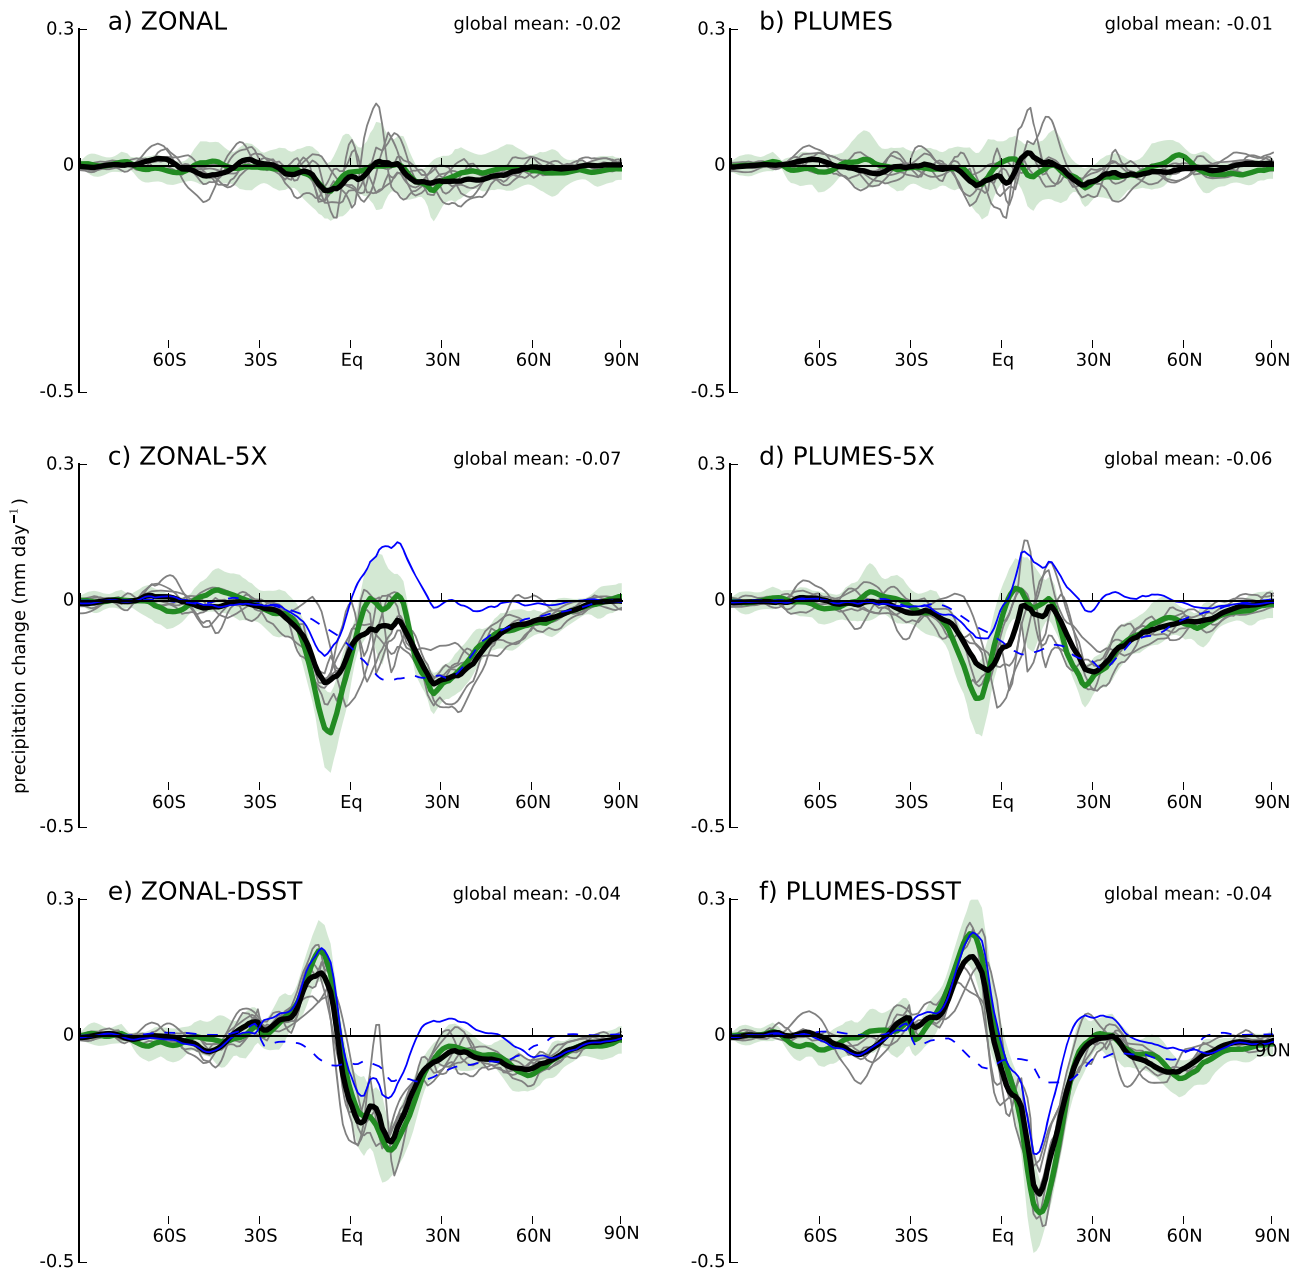 a) ZONAL
global mean: -0.02
0.3
0
-0.5
60S 30S Eq 30N 60N 90N
b) PLUMES
global mean: -0.01
0.3
0
-0.5
60S 30S Eq 30N 60N 90N
precipitation change (mm day−1)
c) ZONAL-5X
global mean: -0.07
0.3
0
-0.5
60S 30S Eq 30N 60N 90N
d) PLUMES-5X
global mean: -0.06
0.3
0
-0.5
60S 30S Eq 30N 60N 90N
e) ZONAL-DSST
global mean: -0.04
0.3
0
-0.5
60S 30S Eq 30N 60N 90N
f) PLUMES-DSST
global mean: -0.04
0.3
0
-0.5
60S 30S Eq 30N 60N
90N